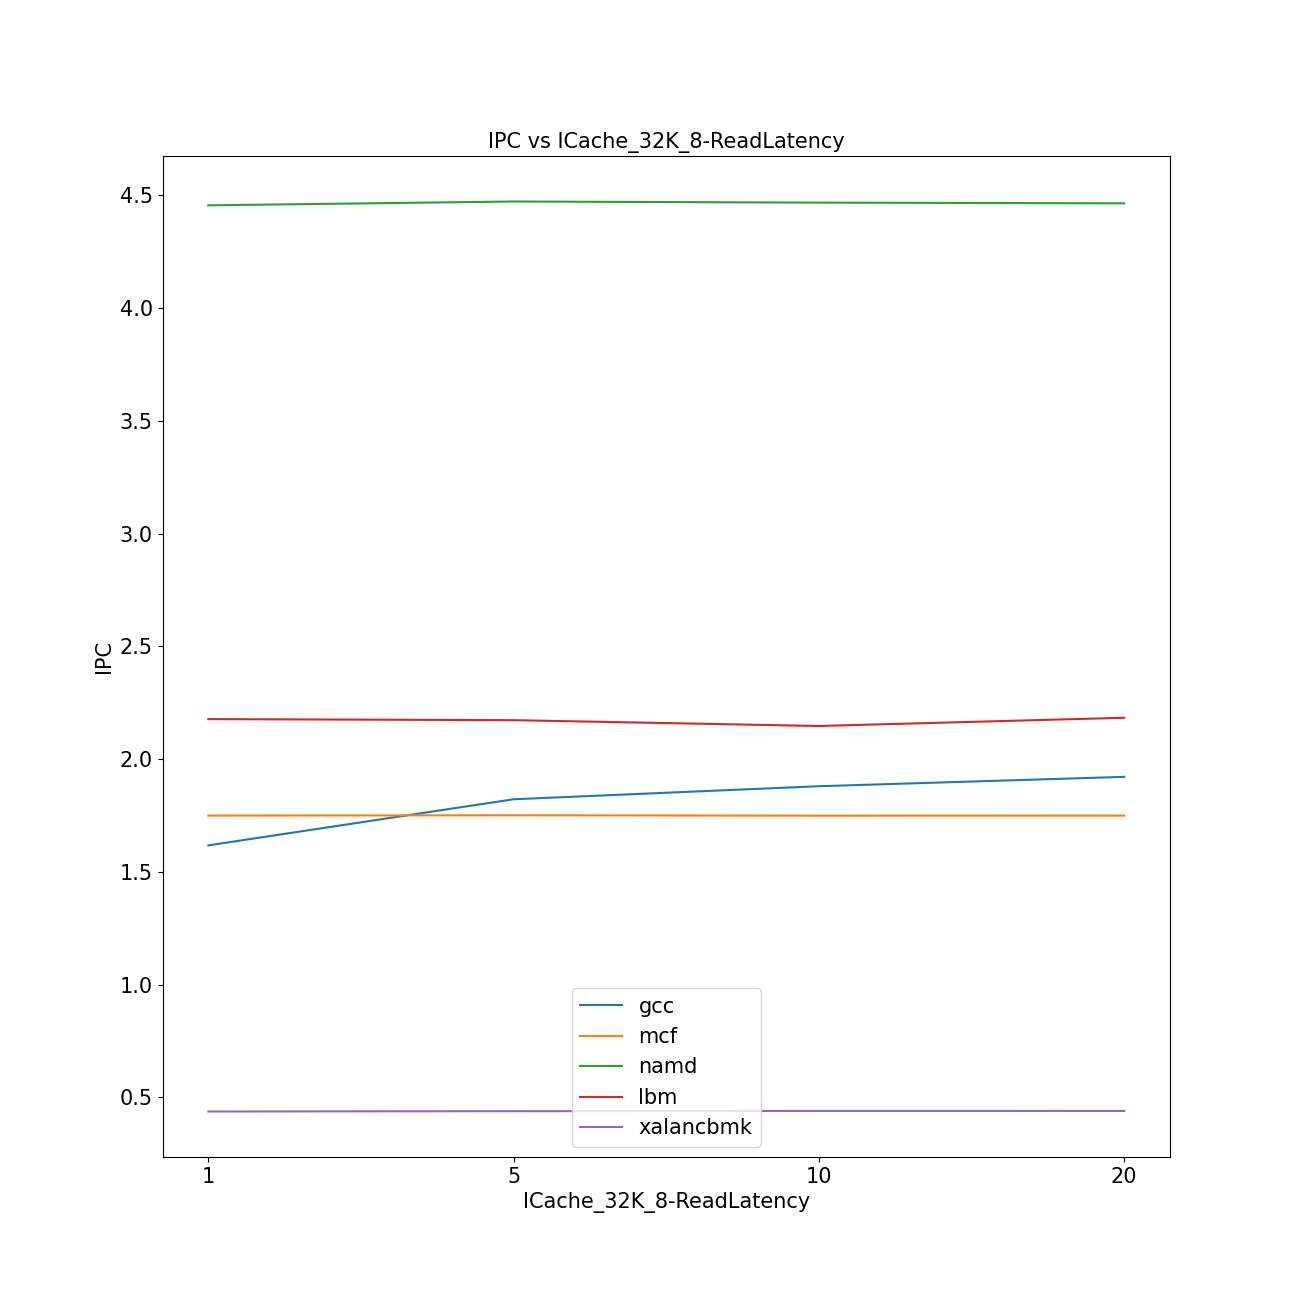 IPC vs ICache_32K_8-ReadLatency
4.5
4.0
3.5
3.0
2.5
2.0
1.5
1.0
0.5
IPC
gcc
mcf
namd
lbm
xalancbmk
1 5 10 20
ICache_32K_8-ReadLatency